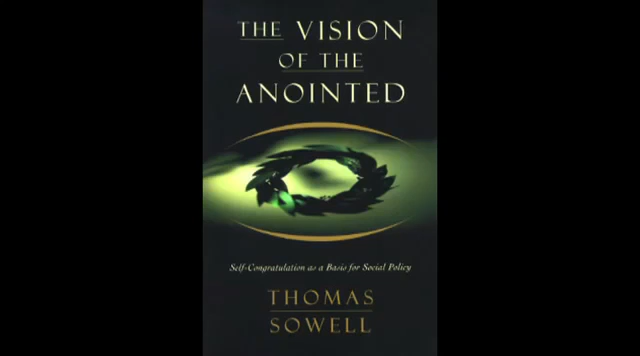 THE VISION
OF THE
ANOINTED
Self-Congratulation as a Basis for Social Policy
THOMAS
SOWELL